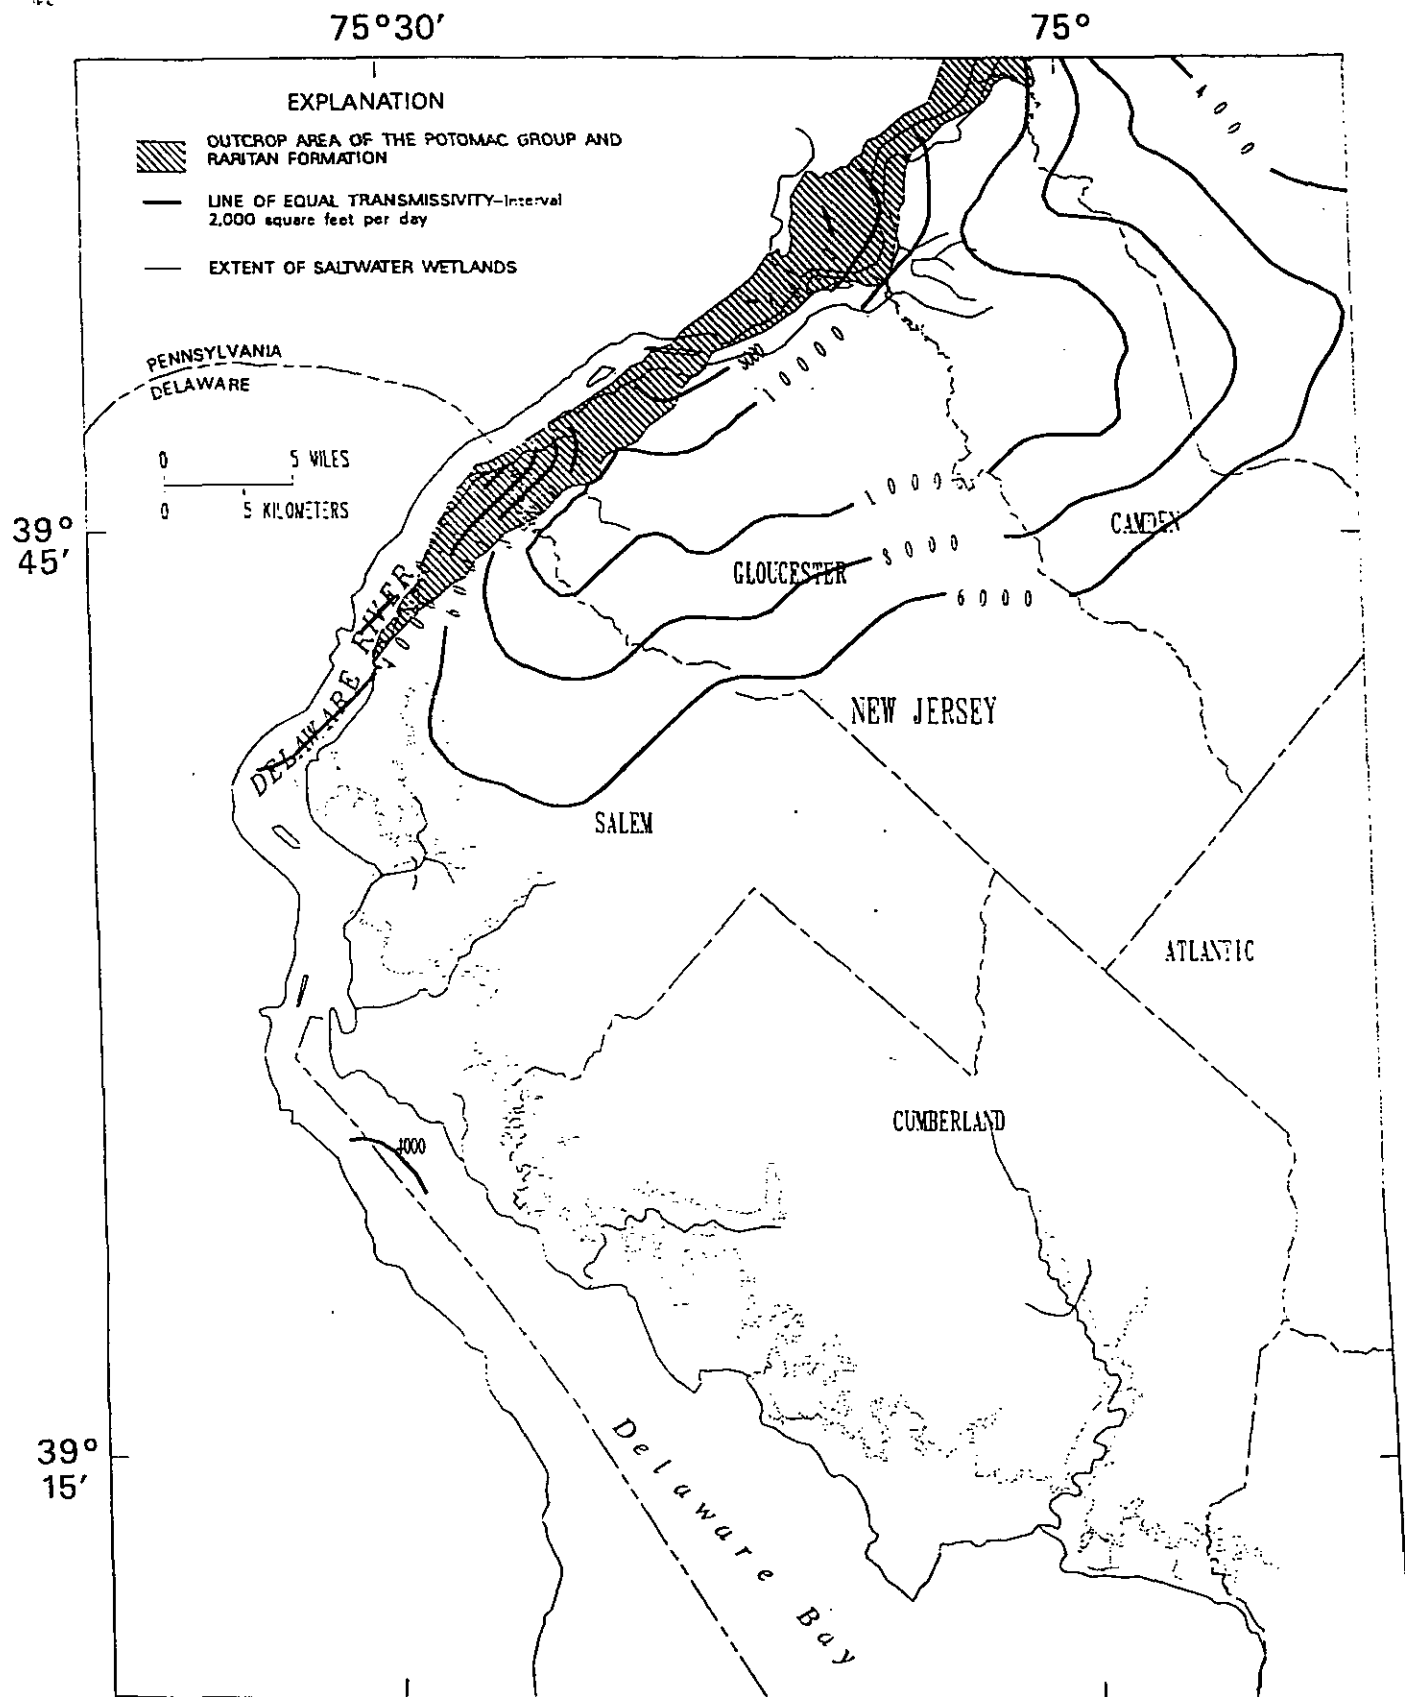 75°30′
75°
EXPLANATION
OUTCROP AREA OF THE POTOMAC GROUP AND
RARITAN FORMATION
LINE OF EQUAL TRANSMISSIVITY-Interval
2,000 square feet per day
EXTENT OF SALTWATER WETLANDS
4000
PENNSYLVANIA
DELAWARE
10000
0 5 MILES
0 5 KILOMETERS
39°
45′
1000
CAMDEN
8000
GLOUCESTER
6000
DELAWARE RIVER
NEW JERSEY
SALEM
ATLANTIC
CUMBERLAND
4000
39°
15′
Delaware Bay